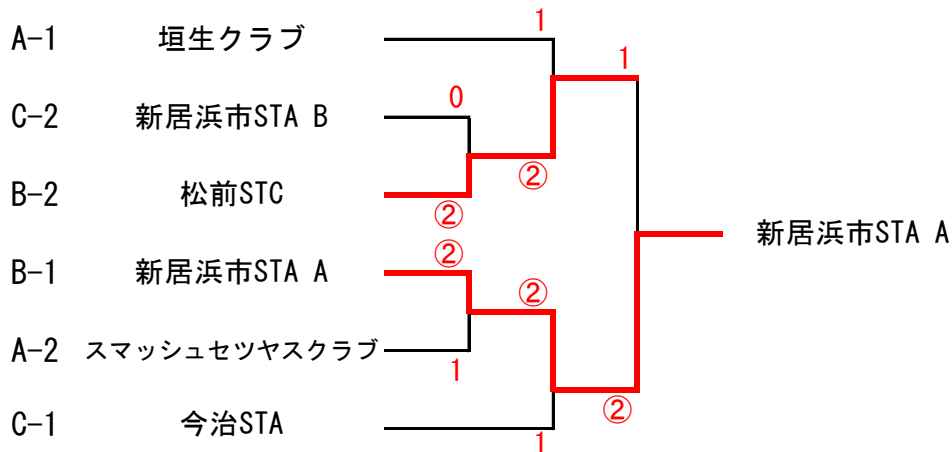 1
A-1 垣生クラブ
1
0
C-2 新居浜市STA B
②
B-2 松前STC
②
新居浜市STA A
②
B-1 新居浜市STA A
②
A-2 スマッシュセツヤスクラブ
1
②
C-1 今治STA
1